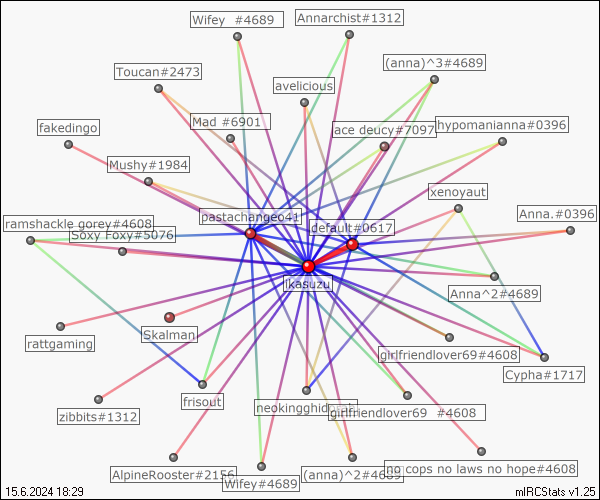 Wifey  #4689
Annarchist#1312
(anna)^3#4689
Toucan#2473
avelicious
Mad #6901
ace deucy#7097
hypomanianna#0396
fakedingo
Mushy#1984
xenoyaut
pastachangeo41
default#0617
Anna.#0396
ramshackle gorey#4608
Soxy Foxy#5076
Ikasuzu
Anna^2#4689
Skalman
rattgaming
girlfriendlover69#4608
Cypha#1717
frisout
zibbits#1312
girlfriendlover69  #4608
AlpineRooster#2156
Wifey#4689
(anna)^2#4689
no cops no laws no hope#4608
15.6.2024 18:29
mIRCStats v1.25